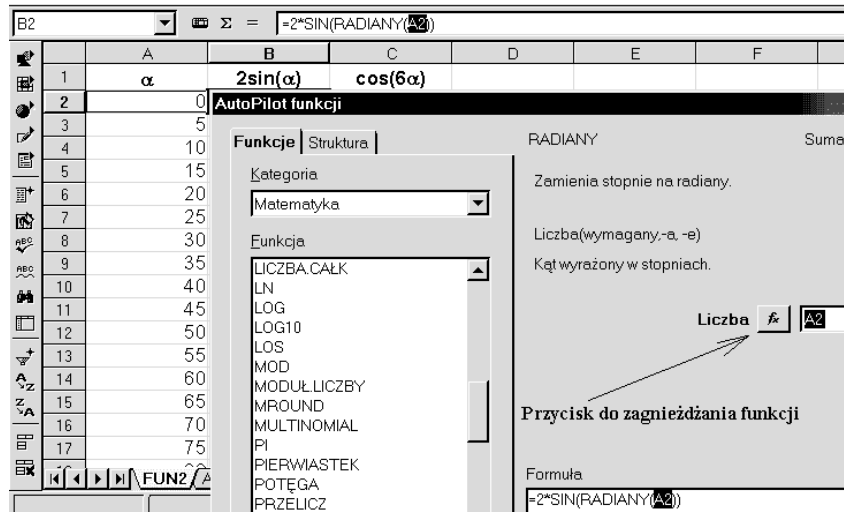 B2 Σ = =2*SIN(RADIANY(A2))
A B C D E F
1 α 2sin(α) cos(6α)
2 0
AutoPilot funkcji
3 5
4 10
5 15
6 20
7 25
8 30
9 35
10 40
11 45
12 50
13 55
14 60
15 65
16 70
17 75
FUN2
Funkcje Struktura
Kategoria
Matematyka
Funkcja
LICZBA.CAŁK
LN
LOG
LOG10
LOS
MOD
MODUŁ.LICZBY
MROUND
MULTINOMIAL
PI
PIERWIASTEK
POTĘGA
PRZELICZ
RADIANY Suma
Zamienia stopnie na radiany.
Liczba(wymagany,-a, -e)
Kąt wyrażony w stopniach.
Liczba fx A2
Przycisk do zagnieżdżania funkcji
Formuła
=2*SIN(RADIANY(A2))